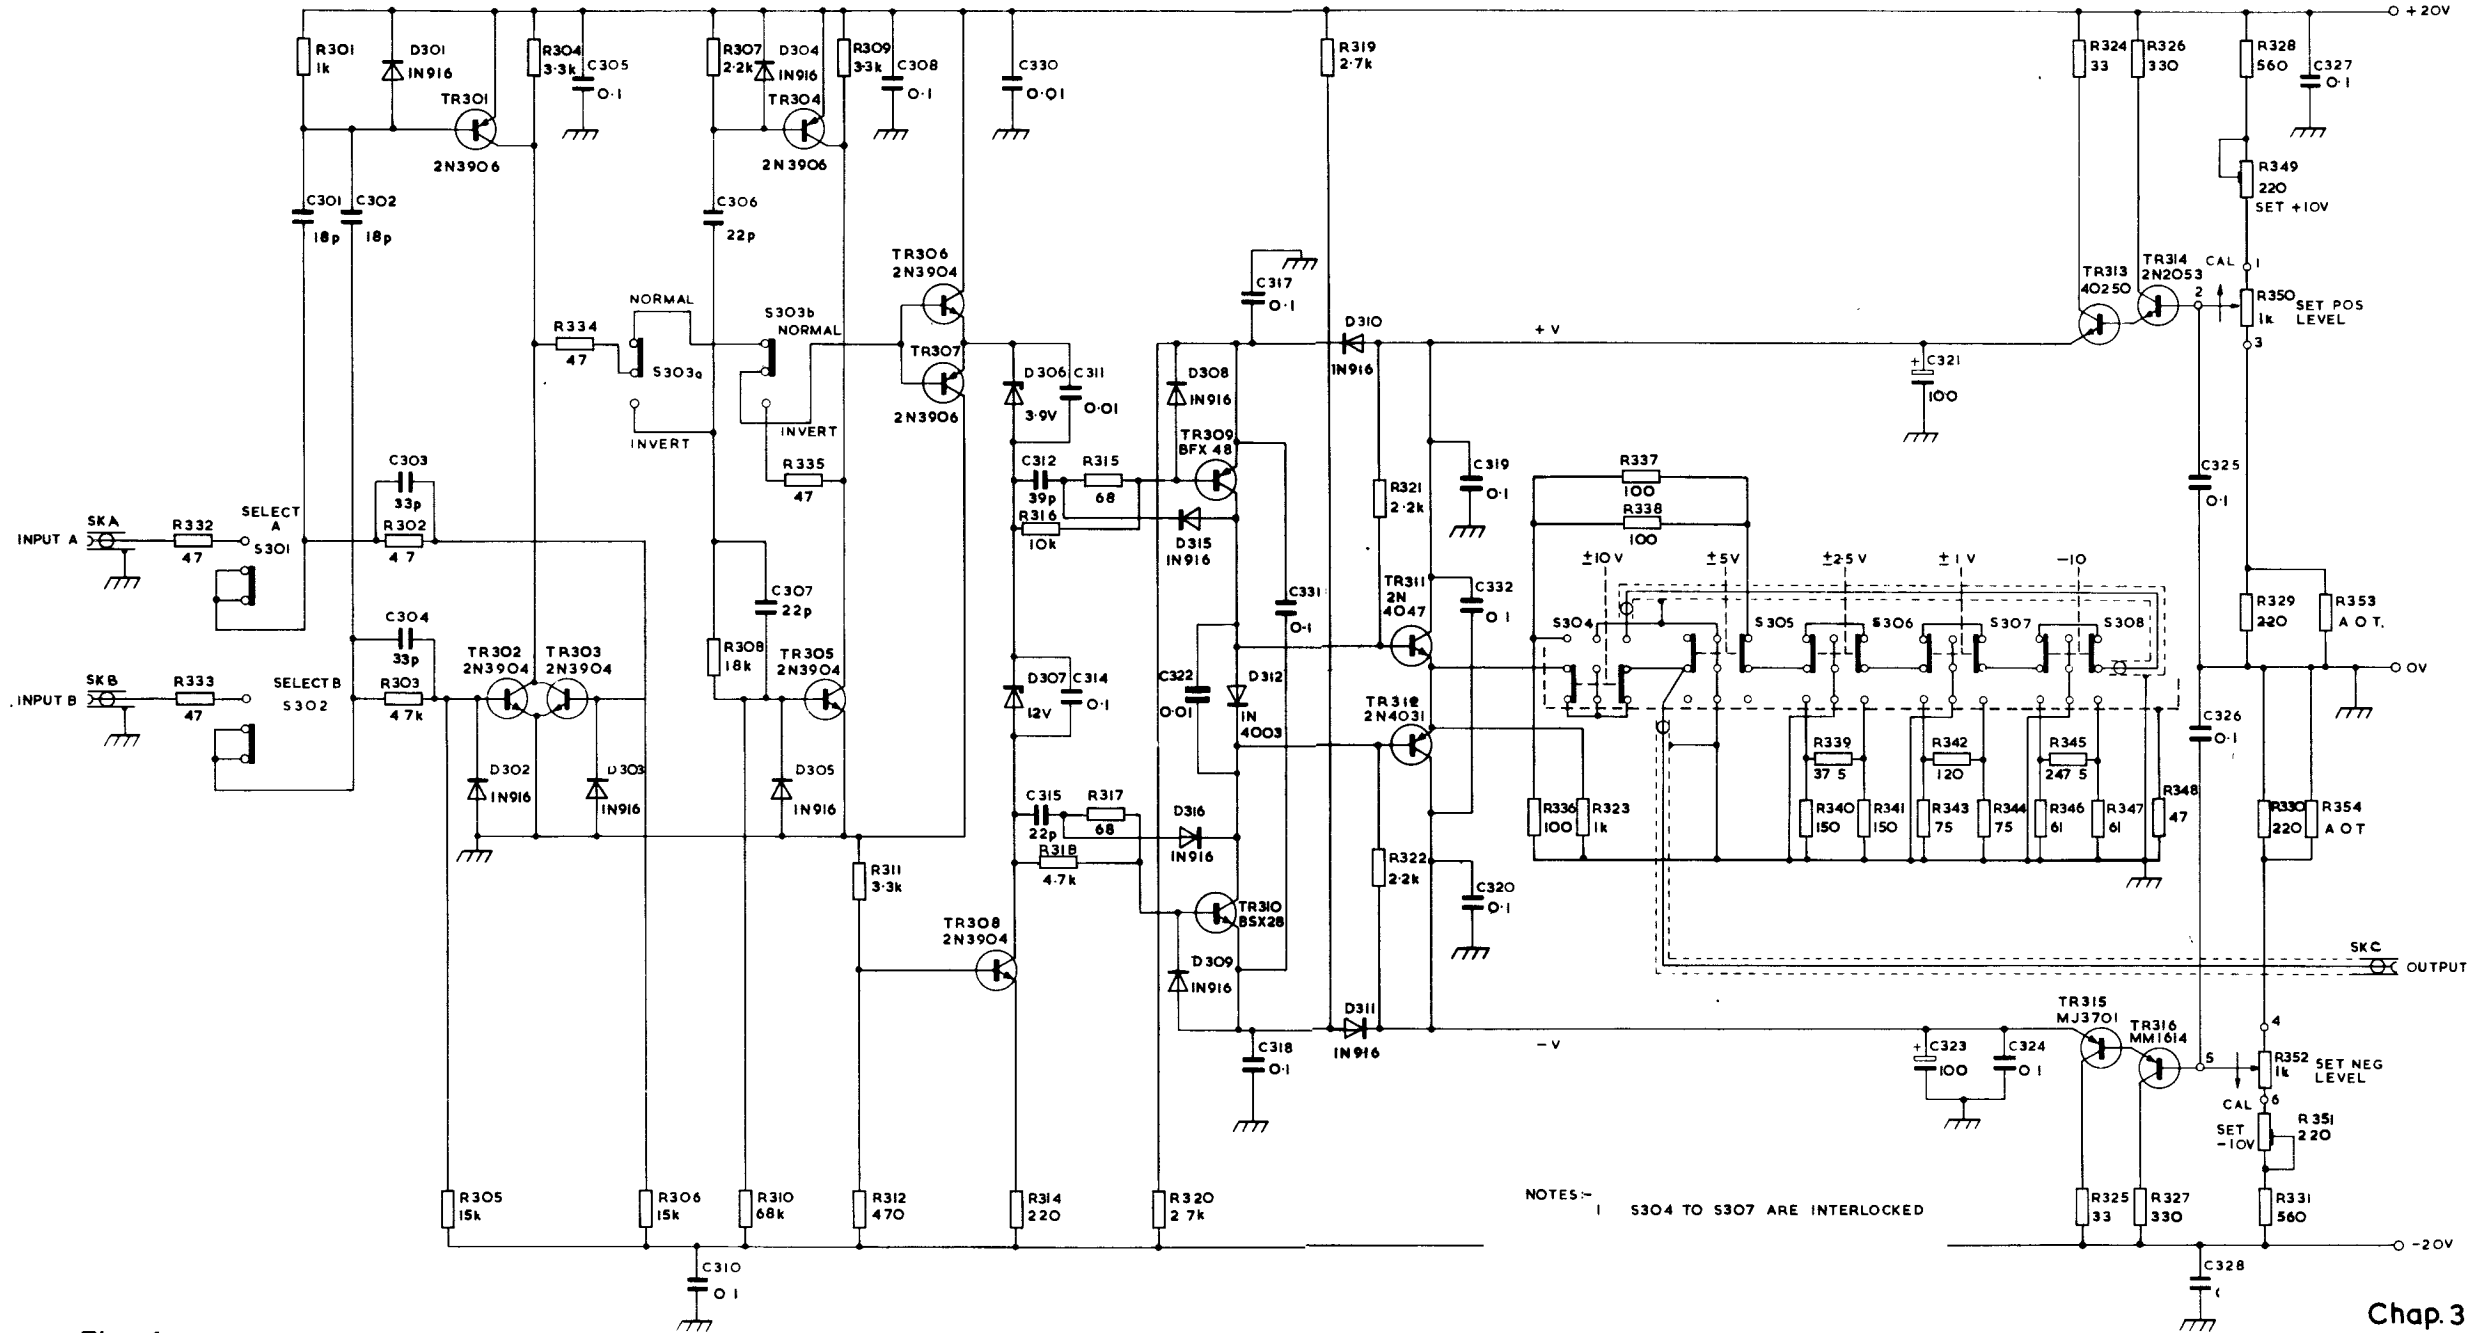 +20V
R301
1k
D301
IN916
TR301
2N3906
R304
3.3k
C305
0.1
R307
2.2k
D304
IN916
TR304
2N3906
R309
3.3k
C308
0.1
C330
0.01
R319
2.7k
R324
33
R326
330
R328
560
C327
0.1
R349
220
SET +10V
C301
18p
C302
18p
C306
22p
TR306
2N3904
TR307
2N3906
NORMAL
S303b
NORMAL
R334
47
S303a
INVERT
INVERT
R335
47
C317
0.1
D310
IN916
+V
TR313
40250
TR314
2N2053
CAL
1
2
3
R350
1k
SET POS
LEVEL
C321
+
100
D306
3.9V
C311
0.01
D308
IN916
TR309
BFX 48
C303
33p
R302
47
C312
39p
R315
68
R316
10k
D315
IN916
R321
2.2k
C319
0.1
R337
100
R338
100
C325
0.1
INPUT A
SKA
R332
47
SELECT
A
S301
C304
33p
R303
47k
C307
22p
R308
18k
TR305
2N3904
TR302
2N3904
TR303
2N3904
INPUT B
SKB
R333
47
SELECT B
S302
D302
IN916
D303
IN916
D305
IN916
D307
12V
C314
0.1
C322
0.01
D312
IN
4003
C331
0.1
TR311
2N
4047
C332
0.1
TR312
2N4031
±10V
±5V
±2.5V
±1V
-10
S304
S305
S306
S307
S308
R329
220
R353
A O T.
0V
C326
0.1
R339
37 5
R342
120
R345
247 5
R336
100
R323
1k
R340
150
R341
150
R343
75
R344
75
R346
61
R347
61
R348
47
R330
220
R354
A O T
C315
22p
R317
68
R318
4.7k
D316
IN916
R322
2.2k
C320
0.1
R311
3.3k
TR308
2N3904
TR310
BSX28
D309
IN916
SKC
OUTPUT
C318
0.1
D311
IN916
-V
C323
+
100
C324
0.1
TR315
MJ3701
TR316
MM1614
4
5
6
R352
1k
SET NEG
LEVEL
CAL
SET
-10V
R351
220
R305
15k
R306
15k
R310
68k
R312
470
R314
220
R320
2 7k
NOTES:-
1 S304 TO S307 ARE INTERLOCKED
R325
33
R327
330
R331
560
-20V
C310
0.1
C328
Chap. 3